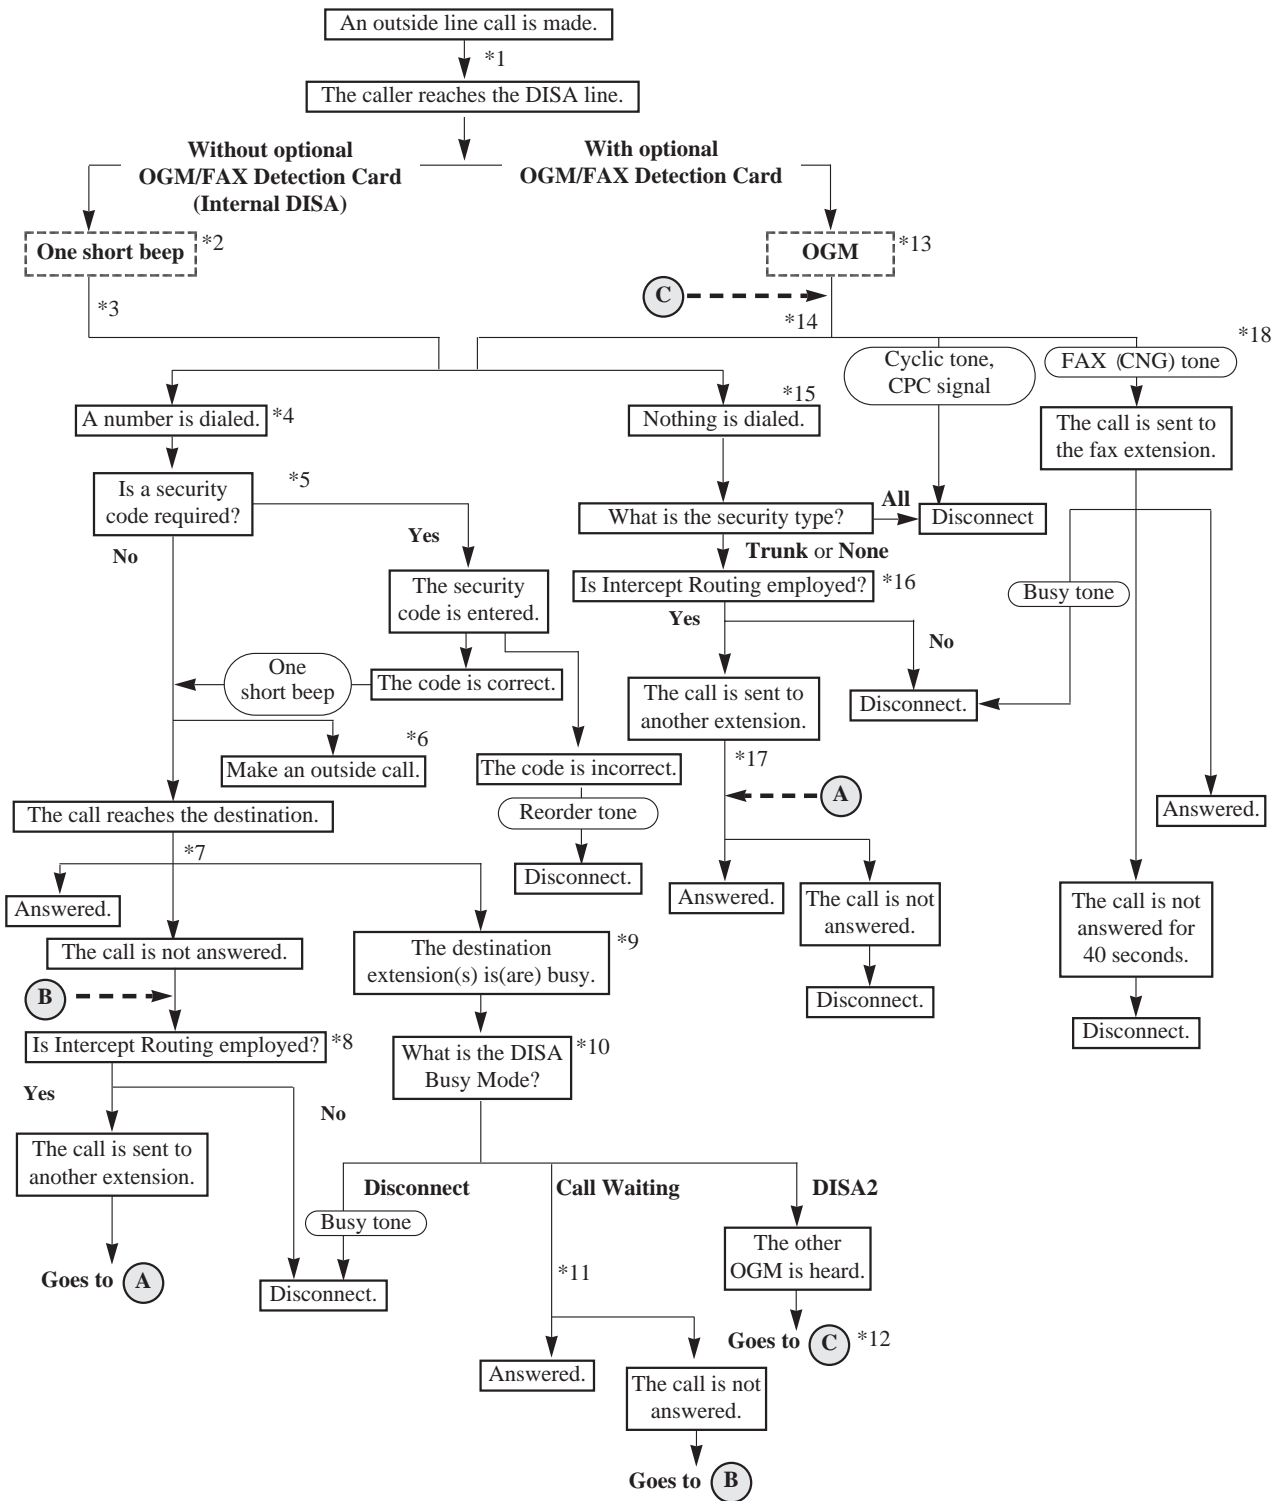 An outside line call is made.
*1
The caller reaches the DISA line.
Without optional
OGM/FAX Detection Card
(Internal DISA)
With optional
OGM/FAX Detection Card
One short beep
*2
OGM
*13
*3
C
*14
*18
Cyclic tone,
CPC signal
FAX (CNG) tone
A number is dialed.
*4
*15
Nothing is dialed.
The call is sent to
the fax extension.
Is a security
code required?
*5
What is the security type?
All
Disconnect
Yes
No
Trunk or None
The security
code is entered.
Is Intercept Routing employed?
*16
Busy tone
Yes
No
One
short beep
The code is correct.
The call is sent to
another extension.
Disconnect.
*6
Make an outside call.
The code is incorrect.
*17
A
The call reaches the destination.
Reorder tone
Answered.
*7
Disconnect.
Answered.
Answered.
The call is not
answered.
The call is not
answered for
40 seconds.
The call is not answered.
The destination
extension(s) is(are) busy.
*9
B
Disconnect.
Disconnect.
Is Intercept Routing employed?
*8
What is the DISA
Busy Mode?
*10
Yes
No
The call is sent to
another extension.
Disconnect
Call Waiting
DISA2
Busy tone
The other
OGM is heard.
Goes to A
Disconnect.
*11
Goes to C
*12
Answered.
The call is not
answered.
Goes to B